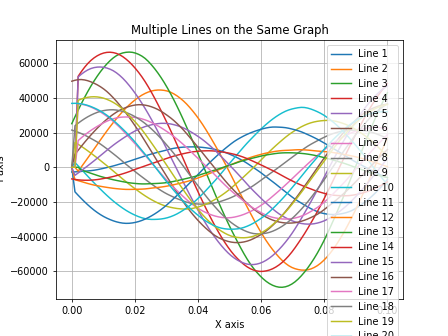 Multiple Lines on the Same Graph
60000
40000
20000
0
−20000
−40000
−60000
0.00
0.02
0.04
0.06
X axis
Line 1
Line 2
Line 3
Line 4
Line 5
Line 6
Line 7
Line 8
Line 9
Line 10
Line 11
Line 12
Line 13
Line 14
Line 15
Line 16
Line 17
Line 18
Line 19
Line 20